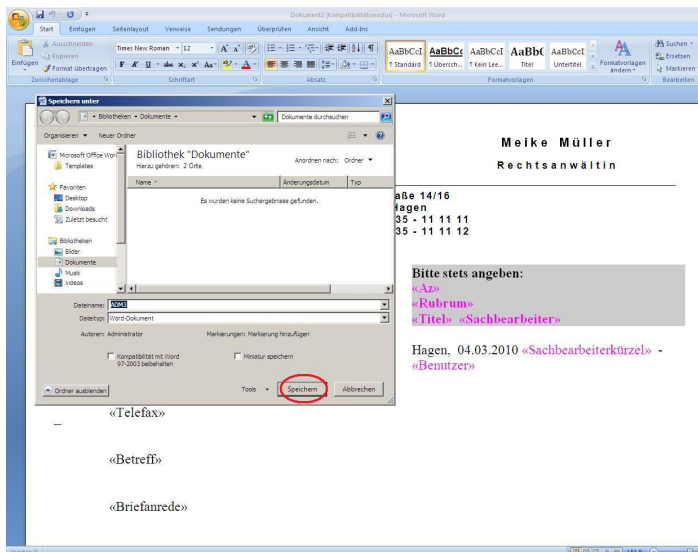 Dokument2 [Kompatibilitätsmodus] - Microsoft Word
Start Einfügen Seitenlayout Verweise Sendungen Überprüfen Ansicht Add-Ins
Einfügen
Ausschneiden
Kopieren
Format übertragen
Zwischenablage
Times New Roman 12
Schriftart
Absatz
AaBbCcI AaBbCc AaBbCcI AaBb( AaBbCcI
¶ Standard ¶ Übersch... ¶ Kein Lee... Titel Untertitel
Formatvorlagen ändern
Formatvorlagen
Suchen
Ersetzen
Markieren
Bearbeiten
Speichern unter
Bibliotheken Dokumente
Dokumente durchsuchen
Organisieren Neuer Ordner
Microsoft Office Wor
Templates
Favoriten
Desktop
Downloads
Zuletzt besucht
Bibliotheken
Bilder
Dokumente
Musik
Videos
Bibliothek "Dokumente"
Hierzu gehören: 2 Orte
Anordnen nach: Ordner
Name Änderungsdatum Typ
Es wurden keine Suchergebnisse gefunden.
Dateiname: ADM3
Dateityp: Word-Dokument
Autoren: Administrator Markierungen: Markierung hinzufügen
Kompatibilität mit Word
97-2003 beibehalten
Miniatur speichern
Ordner ausblenden Tools Speichern Abbrechen
Meike Müller
Rechtsanwältin
aße 14/16
Hagen
35 - 11 11 11
35 - 11 11 12
Bitte stets angeben:
«Az»
«Rubrum»
«Titel» «Sachbearbeiter»
Hagen, 04.03.2010 «Sachbearbeiterkürzel» -
«Benutzer»
«Telefax»
«Betreff»
«Briefanrede»